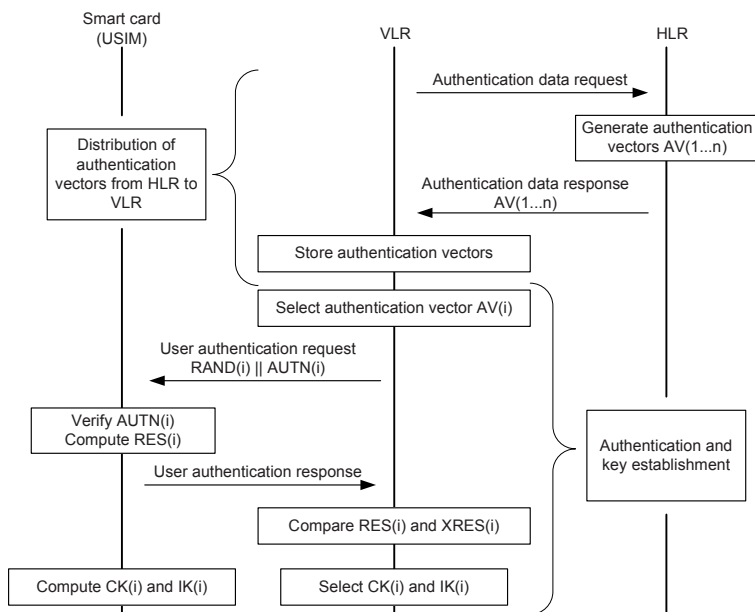 Smart card
(USIM)
VLR
HLR
Authentication data request
Generate authentication
vectors AV(1...n)
Distribution of
authentication
vectors from HLR to
VLR
Authentication data response
AV(1...n)
Store authentication vectors
Select authentication vector AV(i)
User authentication request
RAND(i) || AUTN(i)
Verify AUTN(i)
Compute RES(i)
Authentication and
key establishment
User authentication response
Compare RES(i) and XRES(i)
Compute CK(i) and IK(i)
Select CK(i) and IK(i)